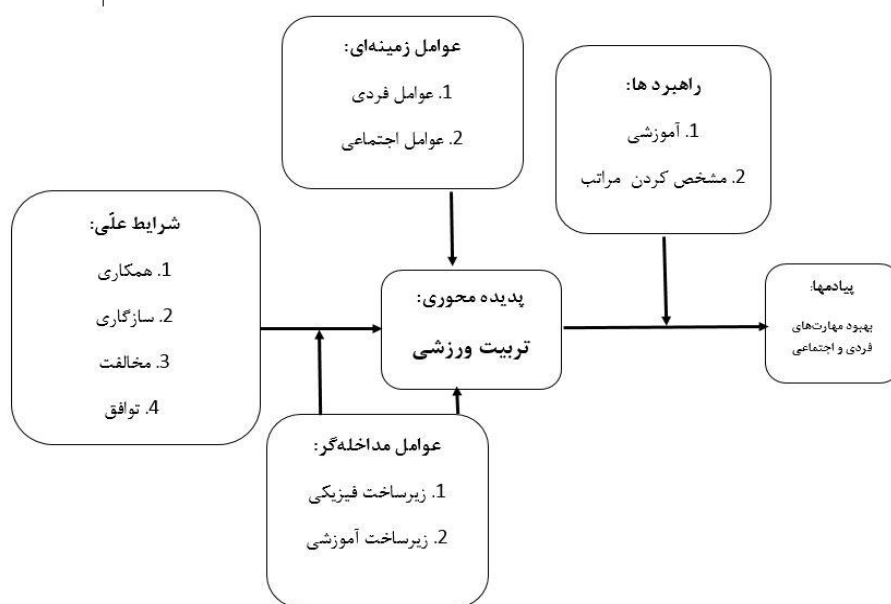 عوامل زمینه‌ای:
1. عوامل فردی
2. عوامل اجتماعی
راهبرد ها:
1. آموزشی
2. مشخص کردن مراتب
شرایط علّی:
1. همکاری
2. سازگاری
3. مخالفت
4. توافق
پدیده محوری:
تربیت ورزشی
پیادمها:
بهبود مهارت‌های
فردی و اجتماعی
عوامل مداخله‌گر:
1. زیرساخت فیزیکی
2. زیرساخت آموزشی